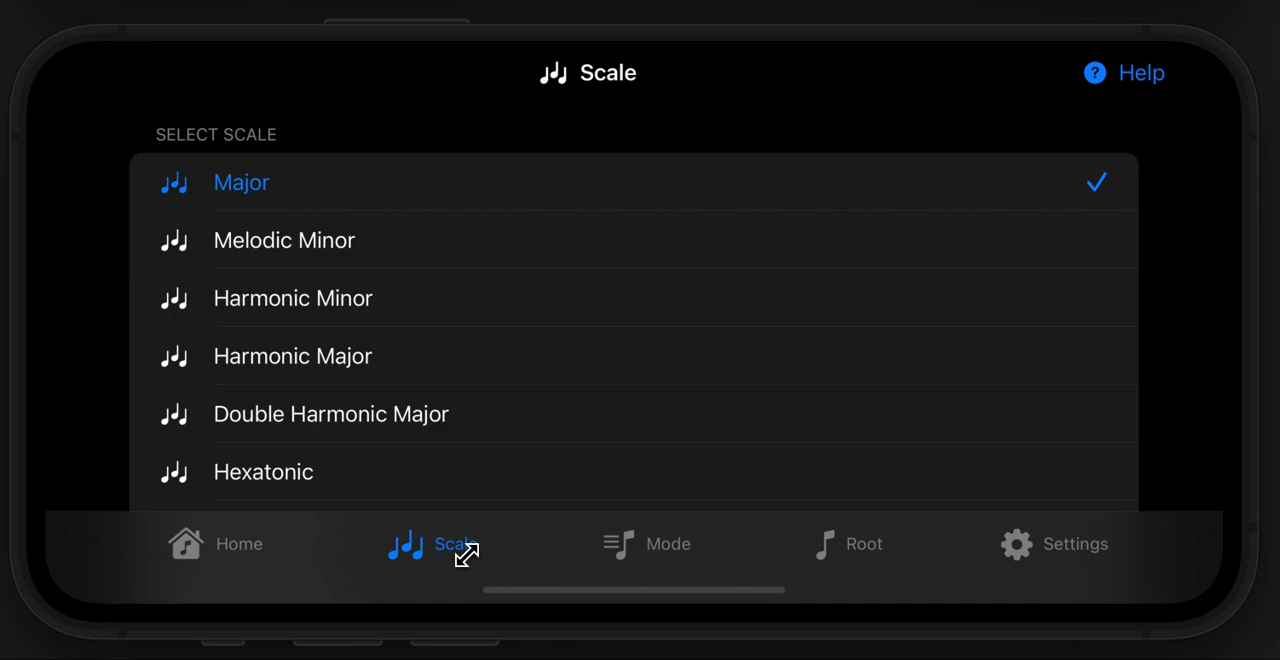 Scale
? Help
SELECT SCALE
Major
Melodic Minor
Harmonic Minor
Harmonic Major
Double Harmonic Major
Hexatonic
Home Scale Mode Root Settings